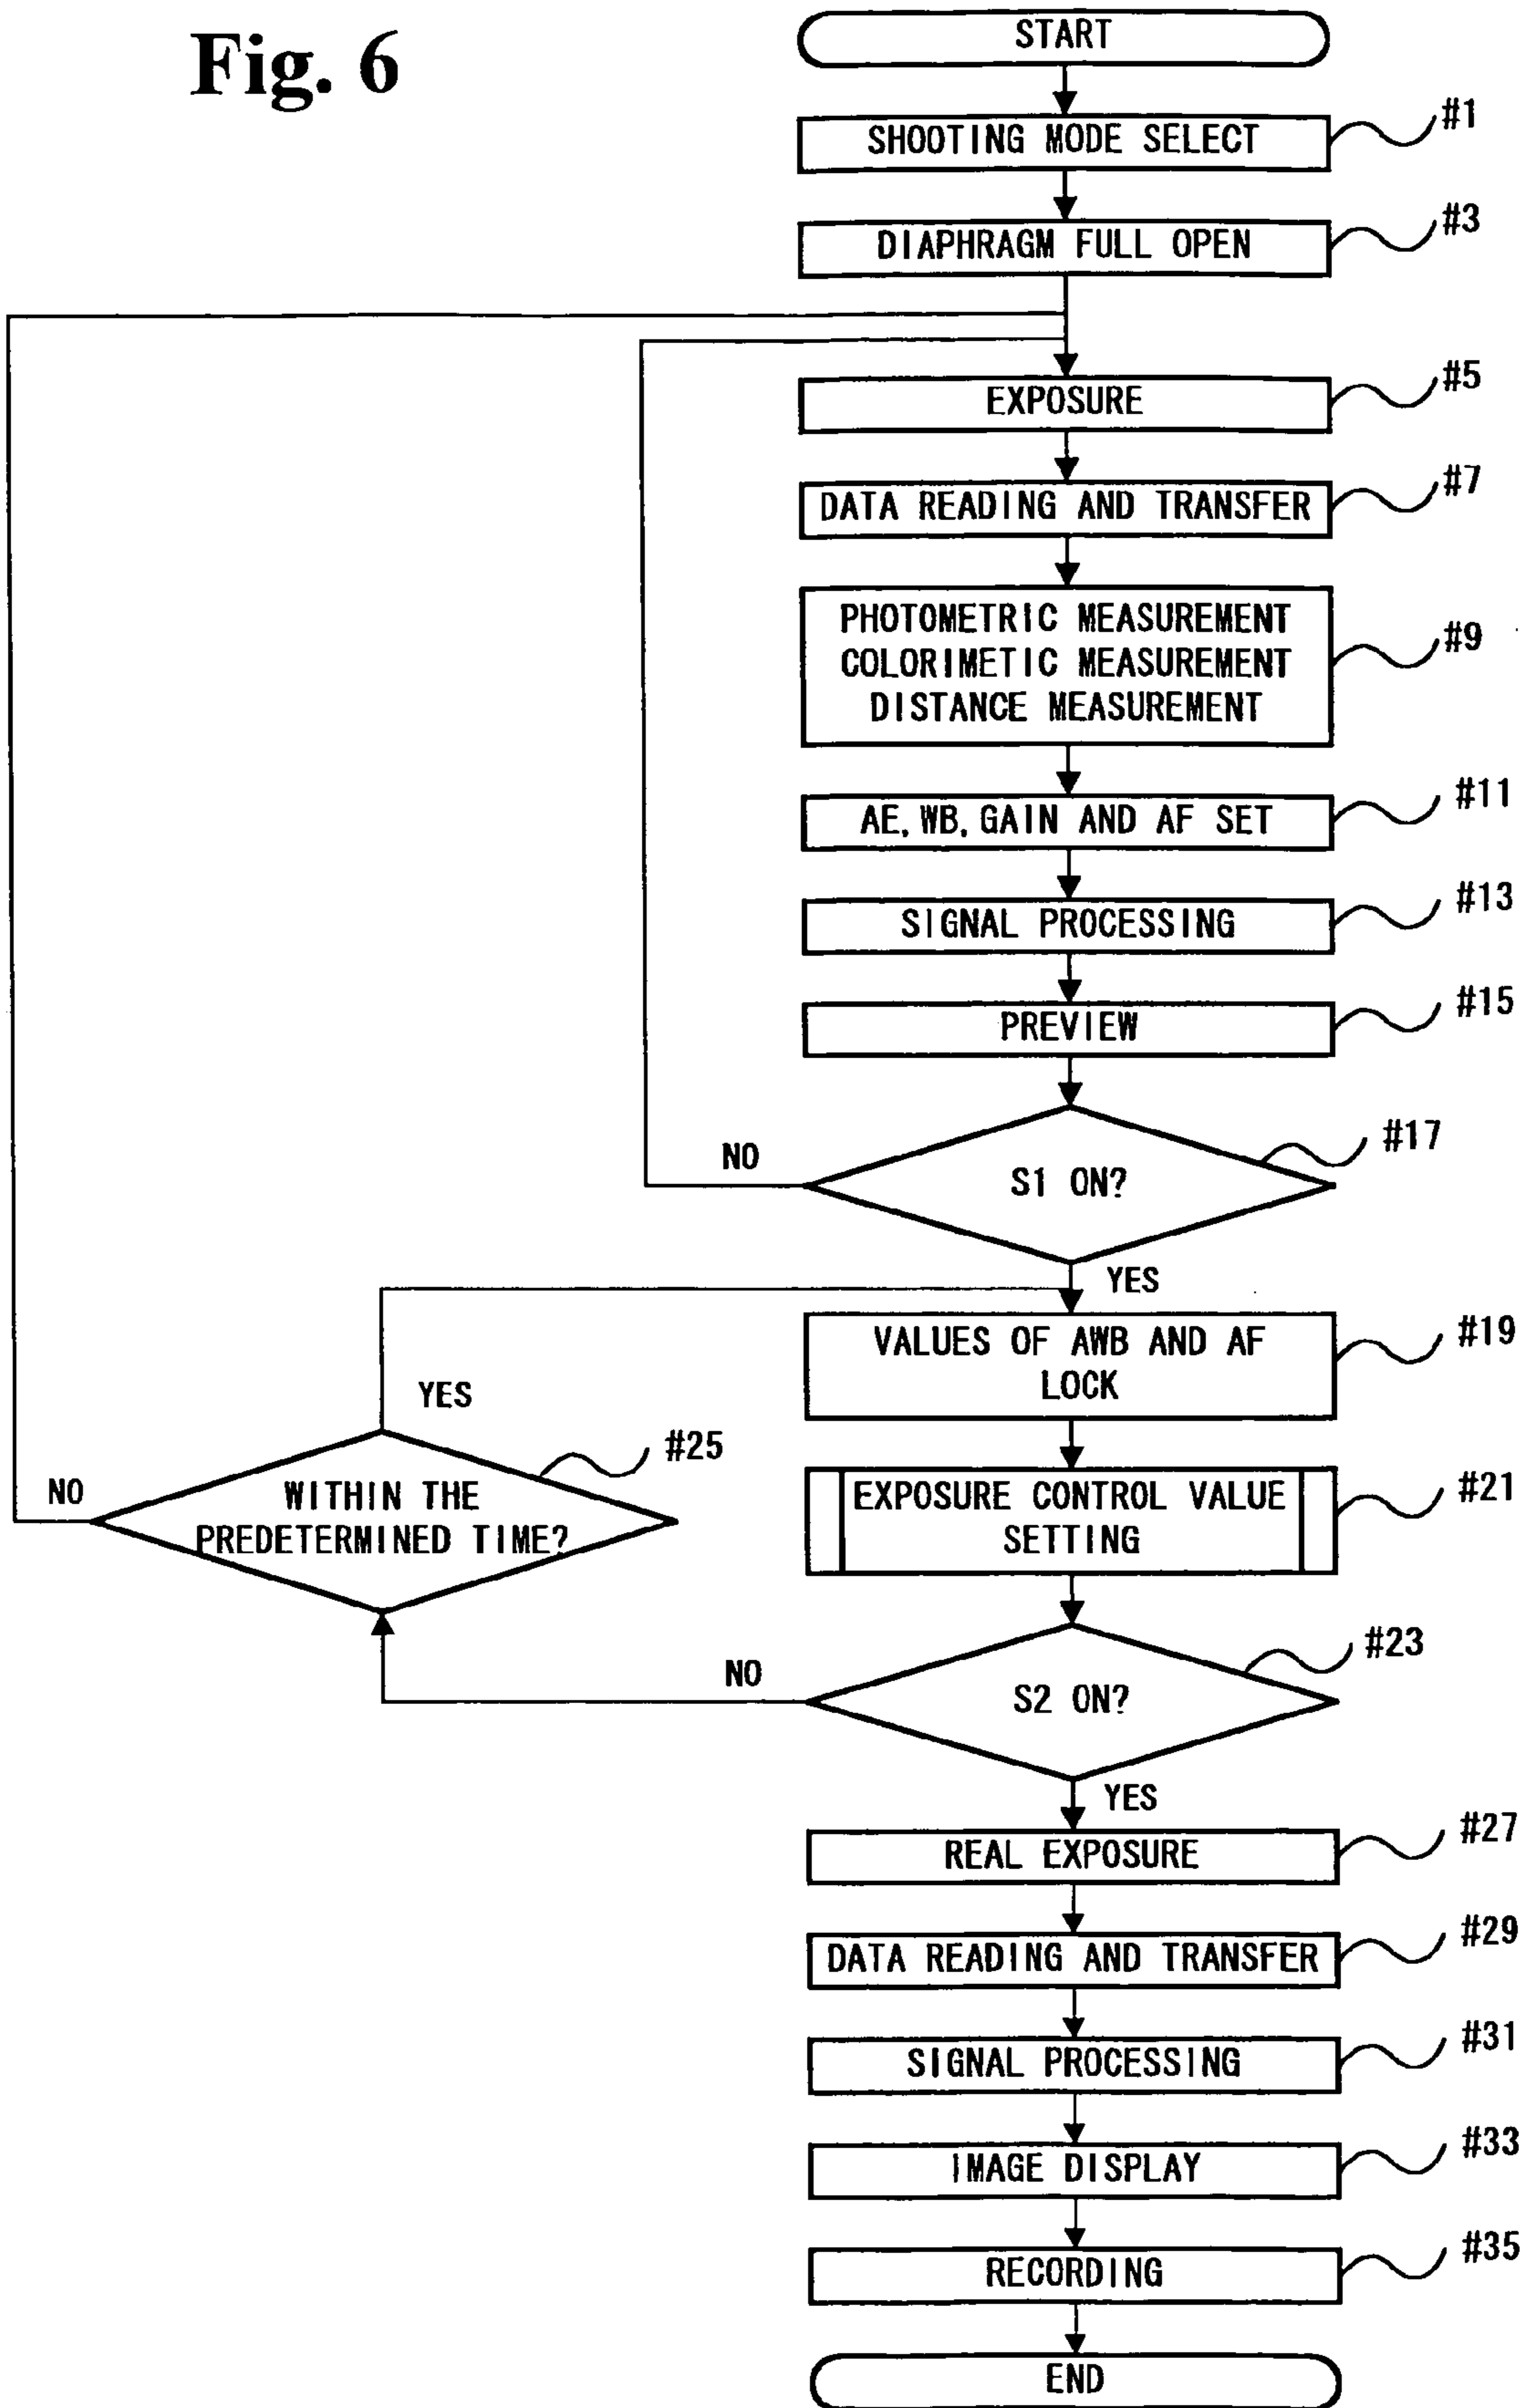 Fig. 6
START
SHOOTING MODE SELECT
#1
DIAPHRAGM FULL OPEN
#3
EXPOSURE
#5
DATA READING AND TRANSFER
#7
PHOTOMETRIC MEASUREMENT
COLORIMETIC MEASUREMENT
DISTANCE MEASUREMENT
#9
AE, WB, GAIN AND AF SET
#11
SIGNAL PROCESSING
#13
PREVIEW
#15
S1 ON?
#17
NO
YES
VALUES OF AWB AND AF
LOCK
#19
EXPOSURE CONTROL VALUE
SETTING
#21
S2 ON?
#23
NO
YES
WITHIN THE
PREDETERMINED TIME?
#25
YES
NO
REAL EXPOSURE
#27
DATA READING AND TRANSFER
#29
SIGNAL PROCESSING
#31
IMAGE DISPLAY
#33
RECORDING
#35
END